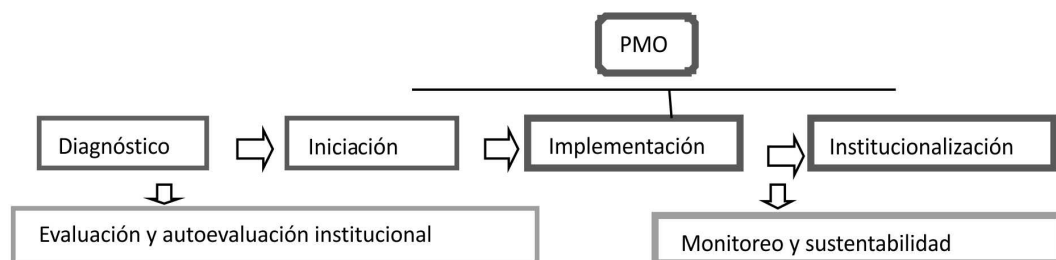 PMO
Diagnóstico
Iniciación
Implementación
Institucionalización
Evaluación y autoevaluación institucional
Monitoreo y sustentabilidad